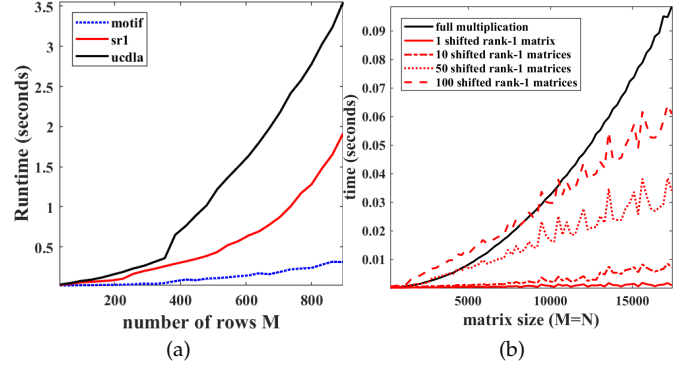 motif
sr1
ucdla
3.5
3
2.5
2
1.5
1
0.5
200 400 600 800
Runtime (seconds)
number of rows M
(a)
full multiplication
1 shifted rank-1 matrix
10 shifted rank-1 matrices
50 shifted rank-1 matrices
100 shifted rank-1 matrices
0.09
0.08
0.07
0.06
0.05
0.04
0.03
0.02
0.01
5000 10000 15000
time (seconds)
matrix size (M=N)
(b)